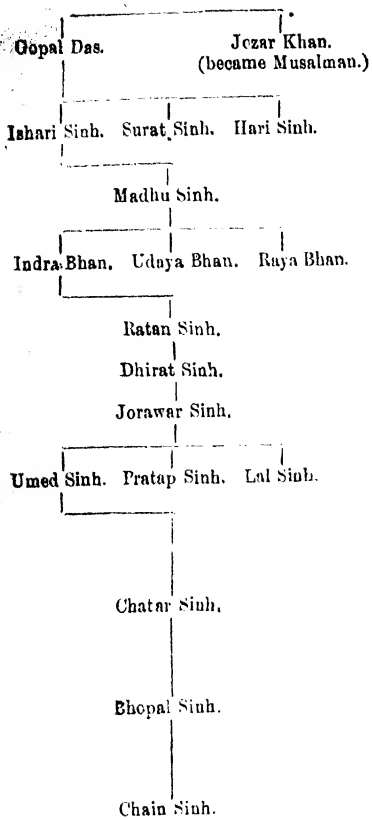 Gopal Das. Jozar Khan.
(became Musalman.)
Ishari Sinh. Surat Sinh. Hari Sinh.
Madhu Sinh.
Indra Bhan. Udaya Bhan. Raya Bhan.
Ratan Sinh.
Dhirat Sinh.
Jorawar Sinh.
Umed Sinh. Pratap Sinh. Lal Sinh.
Chatar Sinh.
Bhopal Sinh.
Chain Sinh.